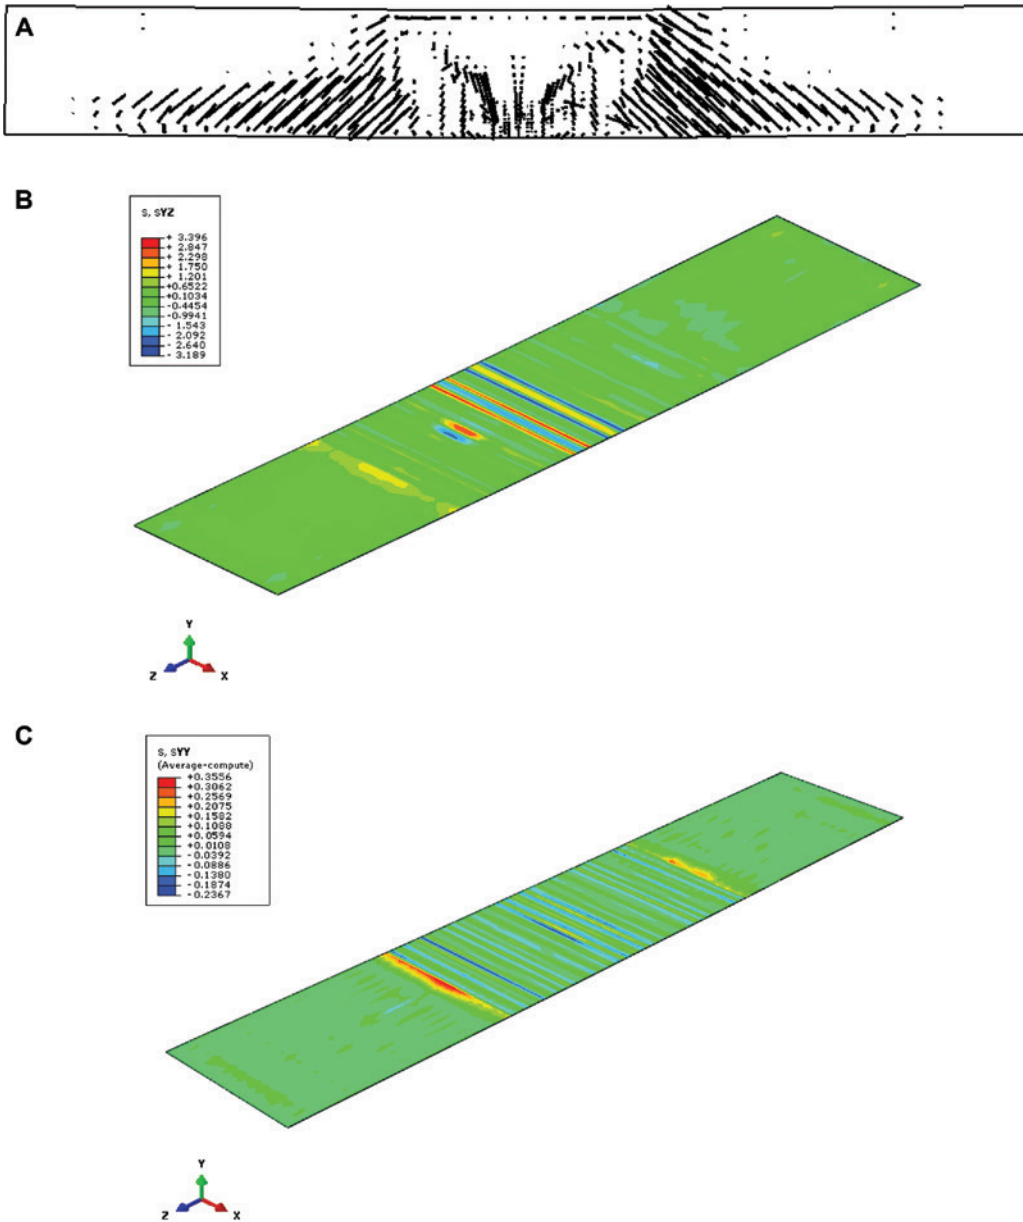 A
B
S, SYZ
+ 3.396
+ 2.847
+ 2.298
+ 1.750
+ 1.201
+0.6522
+0.1034
-0.4454
-0.9941
- 1.543
- 2.092
- 2.640
- 3.189
Y
Z
X
C
S, SYY
(Average-compute)
+0.3556
+0.3062
+0.2569
+0.2075
+0.1582
+0.1088
+0.0594
+0.0108
-0.0392
-0.0886
-0.1380
-0.1874
-0.2367
Y
Z
X